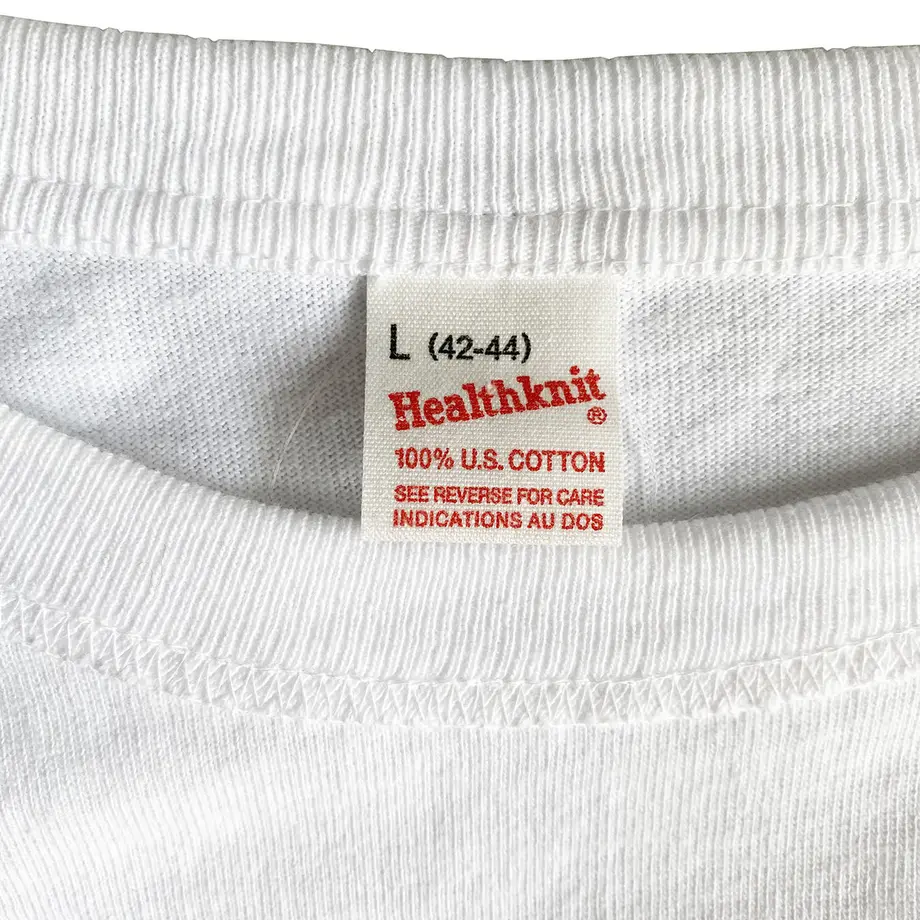 L (42-44)
Healthknit
®
100% U.S. COTTON
SEE REVERSE FOR CARE
INDICATIONS AU DOS